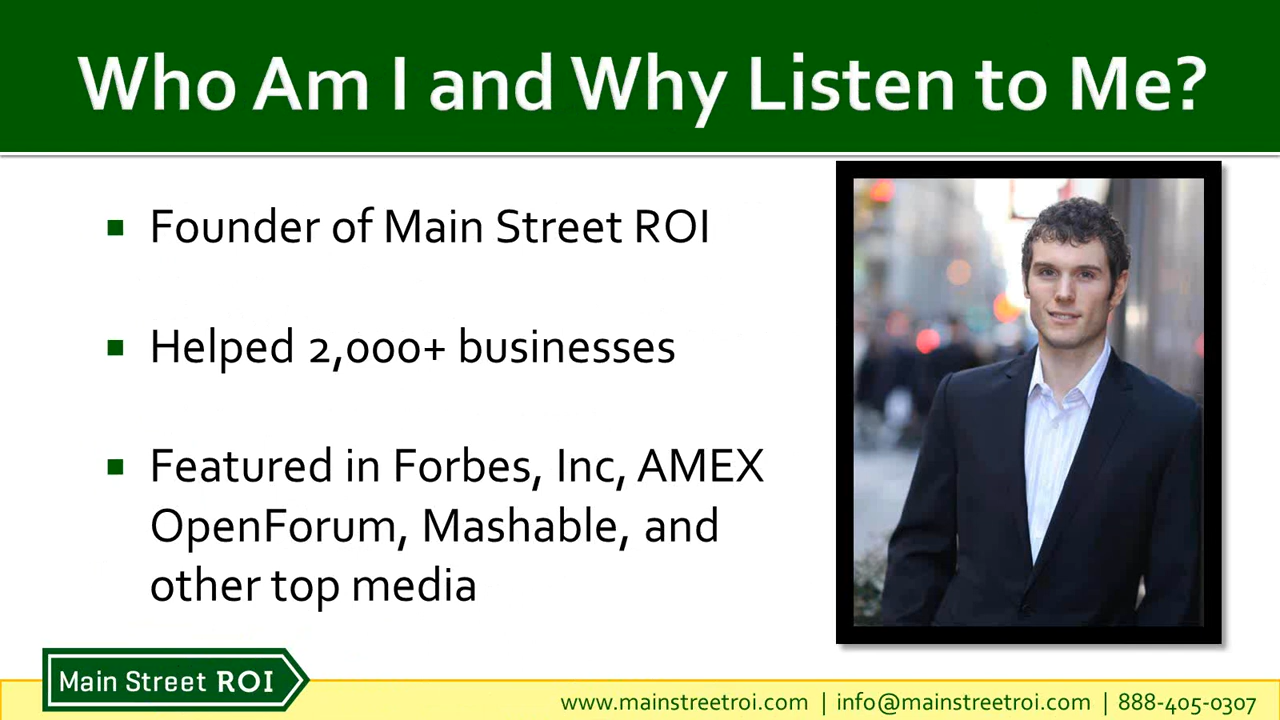 Who Am I and Why Listen to Me?
Founder of Main Street ROI
Helped 2,000+ businesses
Featured in Forbes, Inc, AMEX
OpenForum, Mashable, and
other top media
Main Street ROI
www.mainstreetroi.com | info@mainstreetroi.com | 888-405-0307